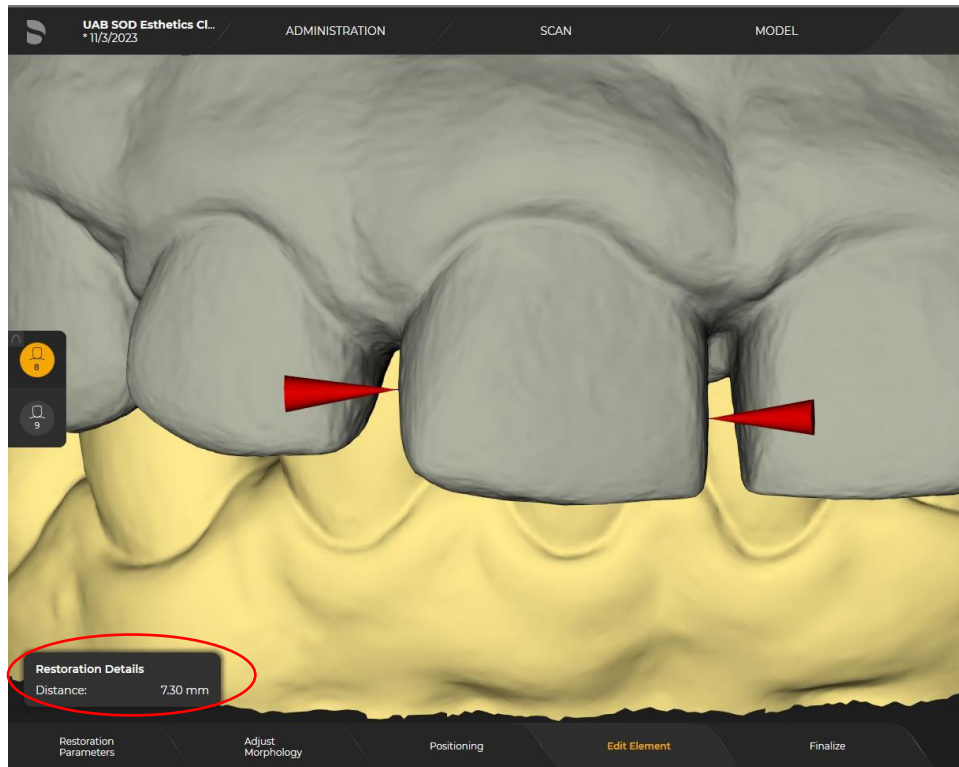 UAB SOD Esthetics Cl...
* 11/3/2023
ADMINISTRATION
SCAN
MODEL
8
9
Restoration Details
Distance: 7.30 mm
Restoration
Parameters
Adjust
Morphology
Positioning
Edit Element
Finalize